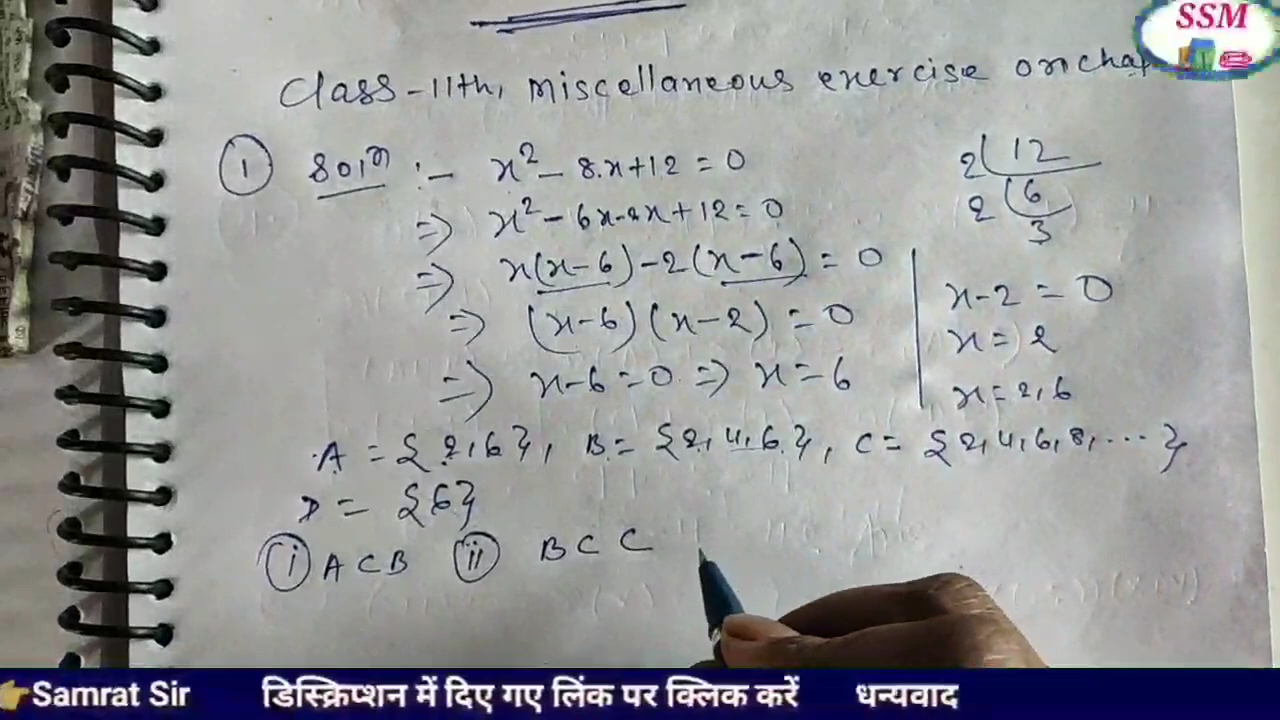 SSM
Class-11th, miscellaneous exercise on chap
① Solⁿ :- x² - 8x + 12 = 0
⇒ x² - 6x - 2x + 12 = 0
⇒ x(x-6) - 2(x-6) = 0
⇒ (x-6)(x-2) = 0
⇒ x-6 = 0 ⇒ x = 6
2 ( 12
2 ( 6
3
x-2 = 0
x = 2
x = 2, 6
A = {2, 6}, B = {2, 4, 6}, C = {2, 4, 6, 8, ...}
D = {6}
ⓘ A ⊂ B ⓘⓘ B ⊂ C
👉Samrat Sir डिस्क्रिप्शन में दिए गए लिंक पर क्लिक करें धन्यवाद